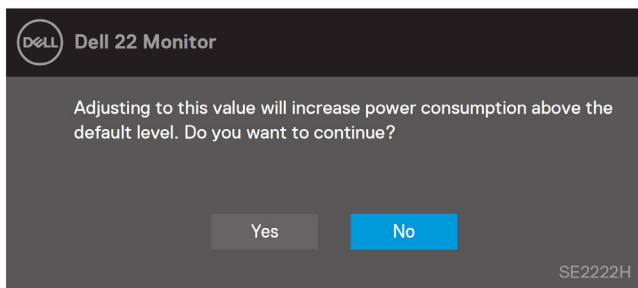 DELL Dell 22 Monitor
Adjusting to this value will increase power consumption above the
default level. Do you want to continue?
Yes No
SE2222H